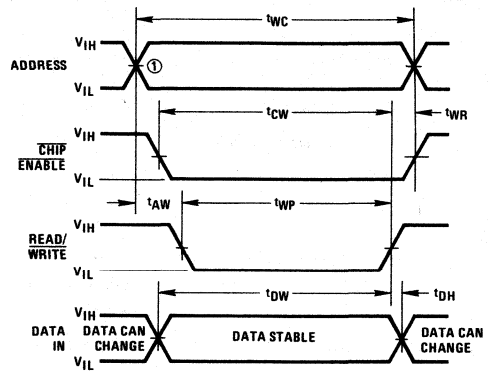 tWC
VIH
ADDRESS
①
VIL
tCW
tWR
VIH
CHIP
ENABLE
VIL
tAW
tWP
VIH
READ/
WRITE
VIL
tDW
tDH
VIH
DATA
IN
DATA CAN
CHANGE
DATA STABLE
DATA CAN
CHANGE
VIL